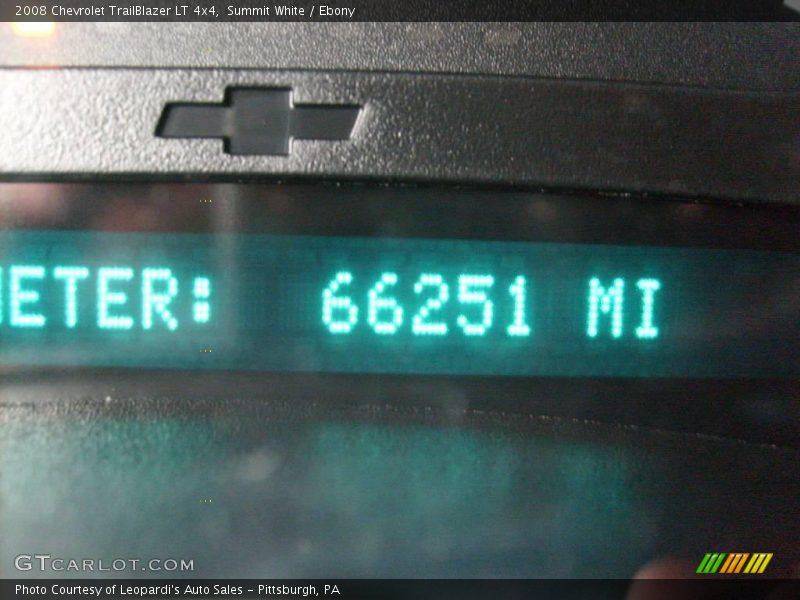 2008 Chevrolet TrailBlazer LT 4x4, Summit White / Ebony
METER: 66251 MI
GTCARLOT.COM
Photo Courtesy of Leopardi's Auto Sales - Pittsburgh, PA